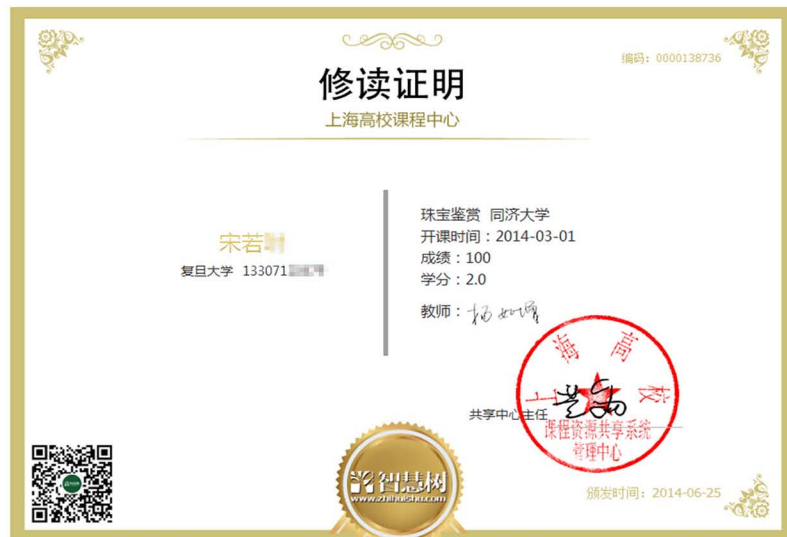 编码：0000138736
修读证明
上海高校课程中心
宋若
复旦大学 133071
珠宝鉴赏 同济大学
开课时间：2014-03-01
成绩：100
学分：2.0
教师：
共享中心主任
上海高校
课程资源共享系统
管理中心
智慧树
www.zhihuishu.com
颁发时间：2014-06-25